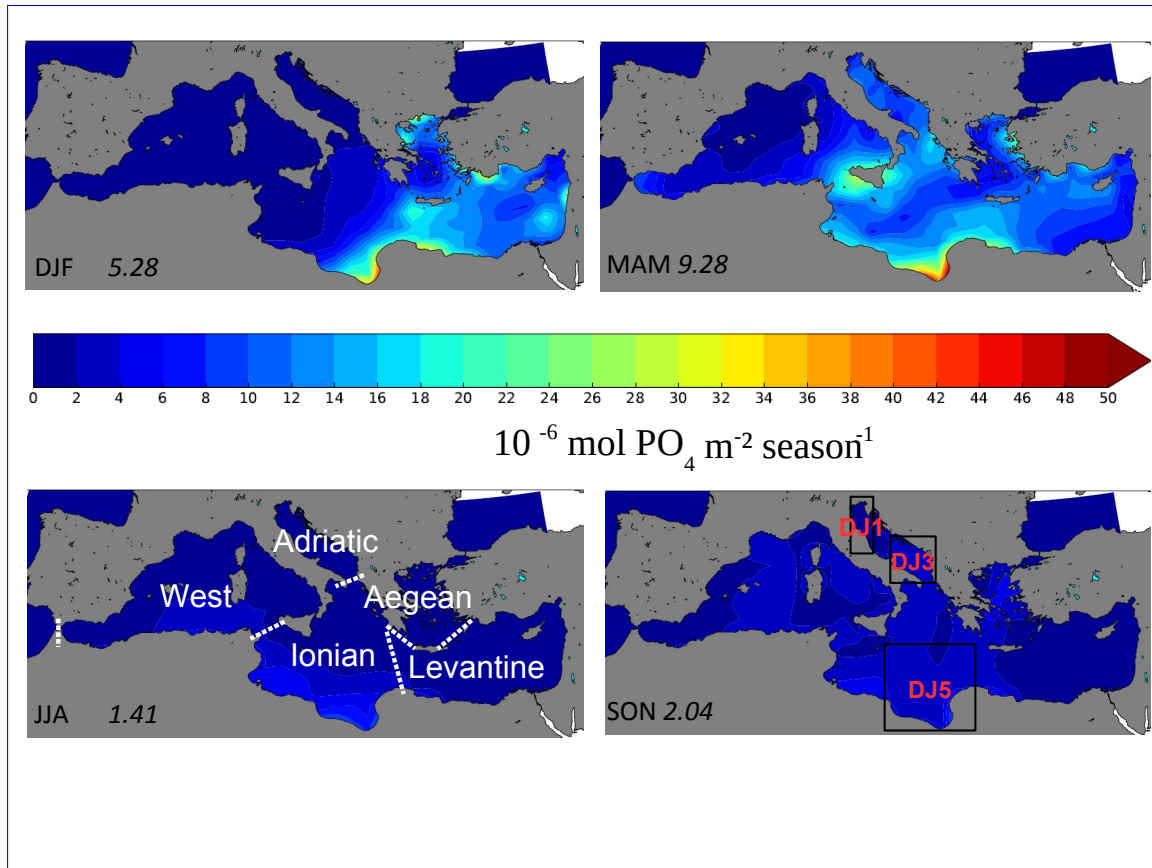 DJF 5.28
MAM 9.28
0 2 4 6 8 10 12 14 16 18 20 22 24 26 28 30 32 34 36 38 40 42 44 46 48 50
10⁻⁶ mol PO₄ m⁻² season⁻¹
Adriatic
West
Aegean
Ionian
Levantine
JJA 1.41
DJ1
DJ3
DJ5
SON 2.04